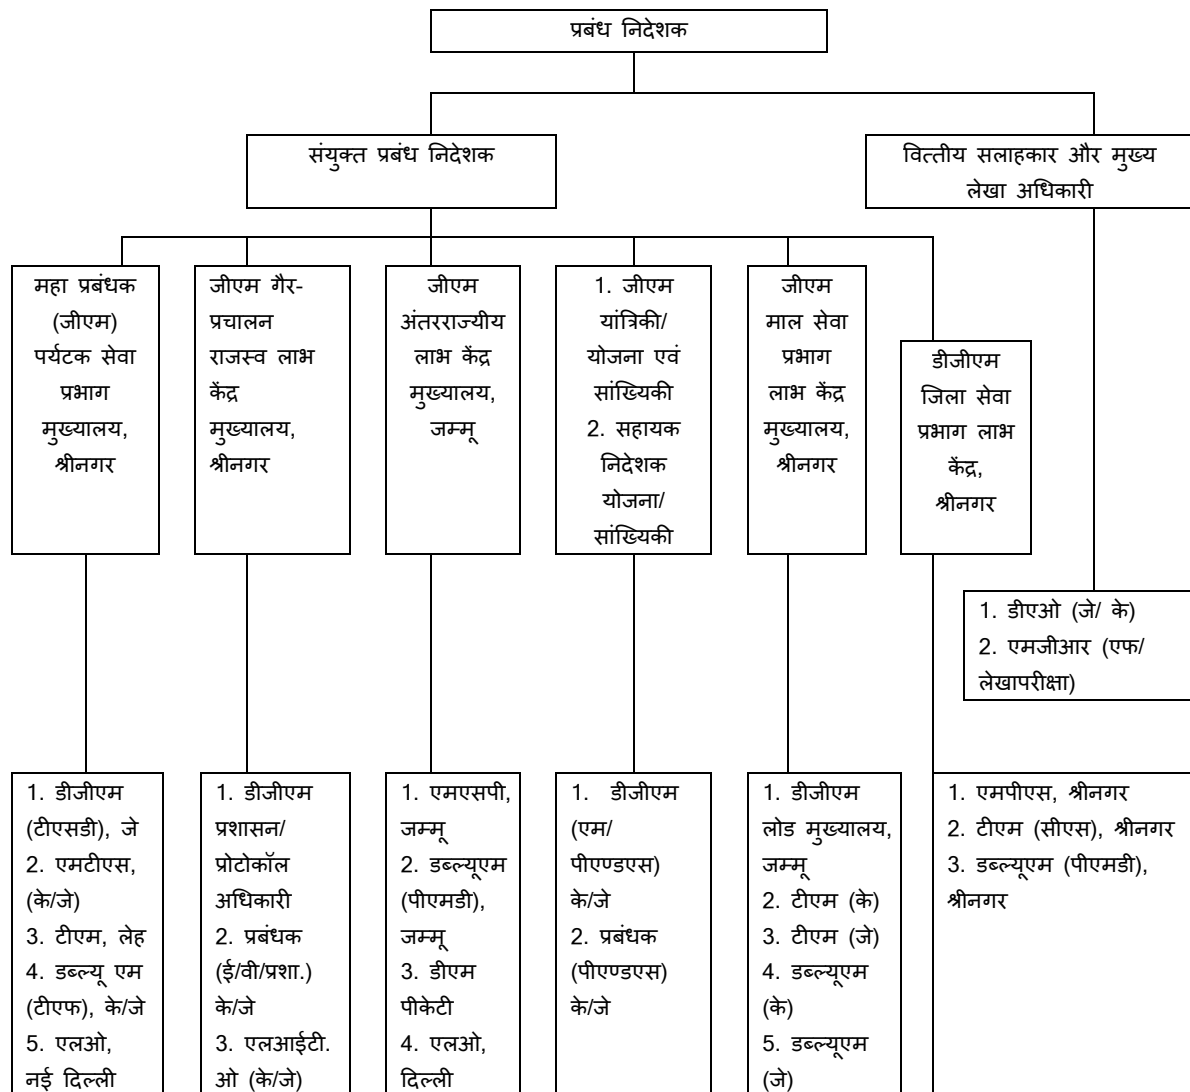 प्रबंध निदेशक
संयुक्त प्रबंध निदेशक
वित्तीय सलाहकार और मुख्य
लेखा अधिकारी
महा प्रबंधक
(जीएम)
पर्यटक सेवा
प्रभाग
मुख्यालय,
श्रीनगर
जीएम गैर-
प्रचालन
राजस्व लाभ
केंद्र
मुख्यालय,
श्रीनगर
जीएम
अंतरराज्यीय
लाभ केंद्र
मुख्यालय,
जम्मू
1. जीएम
यांत्रिकी/
योजना एवं
सांख्यिकी
2. सहायक
निदेशक
योजना/
सांख्यिकी
जीएम
माल सेवा
प्रभाग
लाभ केंद्र
मुख्यालय,
श्रीनगर
डीजीएम
जिला सेवा
प्रभाग लाभ
केंद्र,
श्रीनगर
1. डीएओ (जे/ के)
2. एमजीआर (एफ/
लेखापरीक्षा)
1. डीजीएम
(टीएसडी), जे
2. एमटीएस,
(के/जे)
3. टीएम, लेह
4. डब्ल्यू एम
(टीएफ), के/जे
5. एलओ,
नई दिल्ली
1. डीजीएम
प्रशासन/
प्रोटोकॉल
अधिकारी
2. प्रबंधक
(ई/वी/प्रशा.)
के/जे
3. एलआईटी.
ओ (के/जे)
1. एमएसपी,
जम्मू
2. डब्ल्यूएम
(पीएमडी),
जम्मू
3. डीएम
पीकेटी
4. एलओ,
दिल्ली
1. डीजीएम
(एम/
पीएण्डएस)
के/जे
2. प्रबंधक
(पीएण्डएस)
के/जे
1. डीजीएम
लोड मुख्यालय,
जम्मू
2. टीएम (के)
3. टीएम (जे)
4. डब्ल्यूएम
(के)
5. डब्ल्यूएम
(जे)
1. एमपीएस, श्रीनगर
2. टीएम (सीएस), श्रीनगर
3. डब्ल्यूएम (पीएमडी),
श्रीनगर